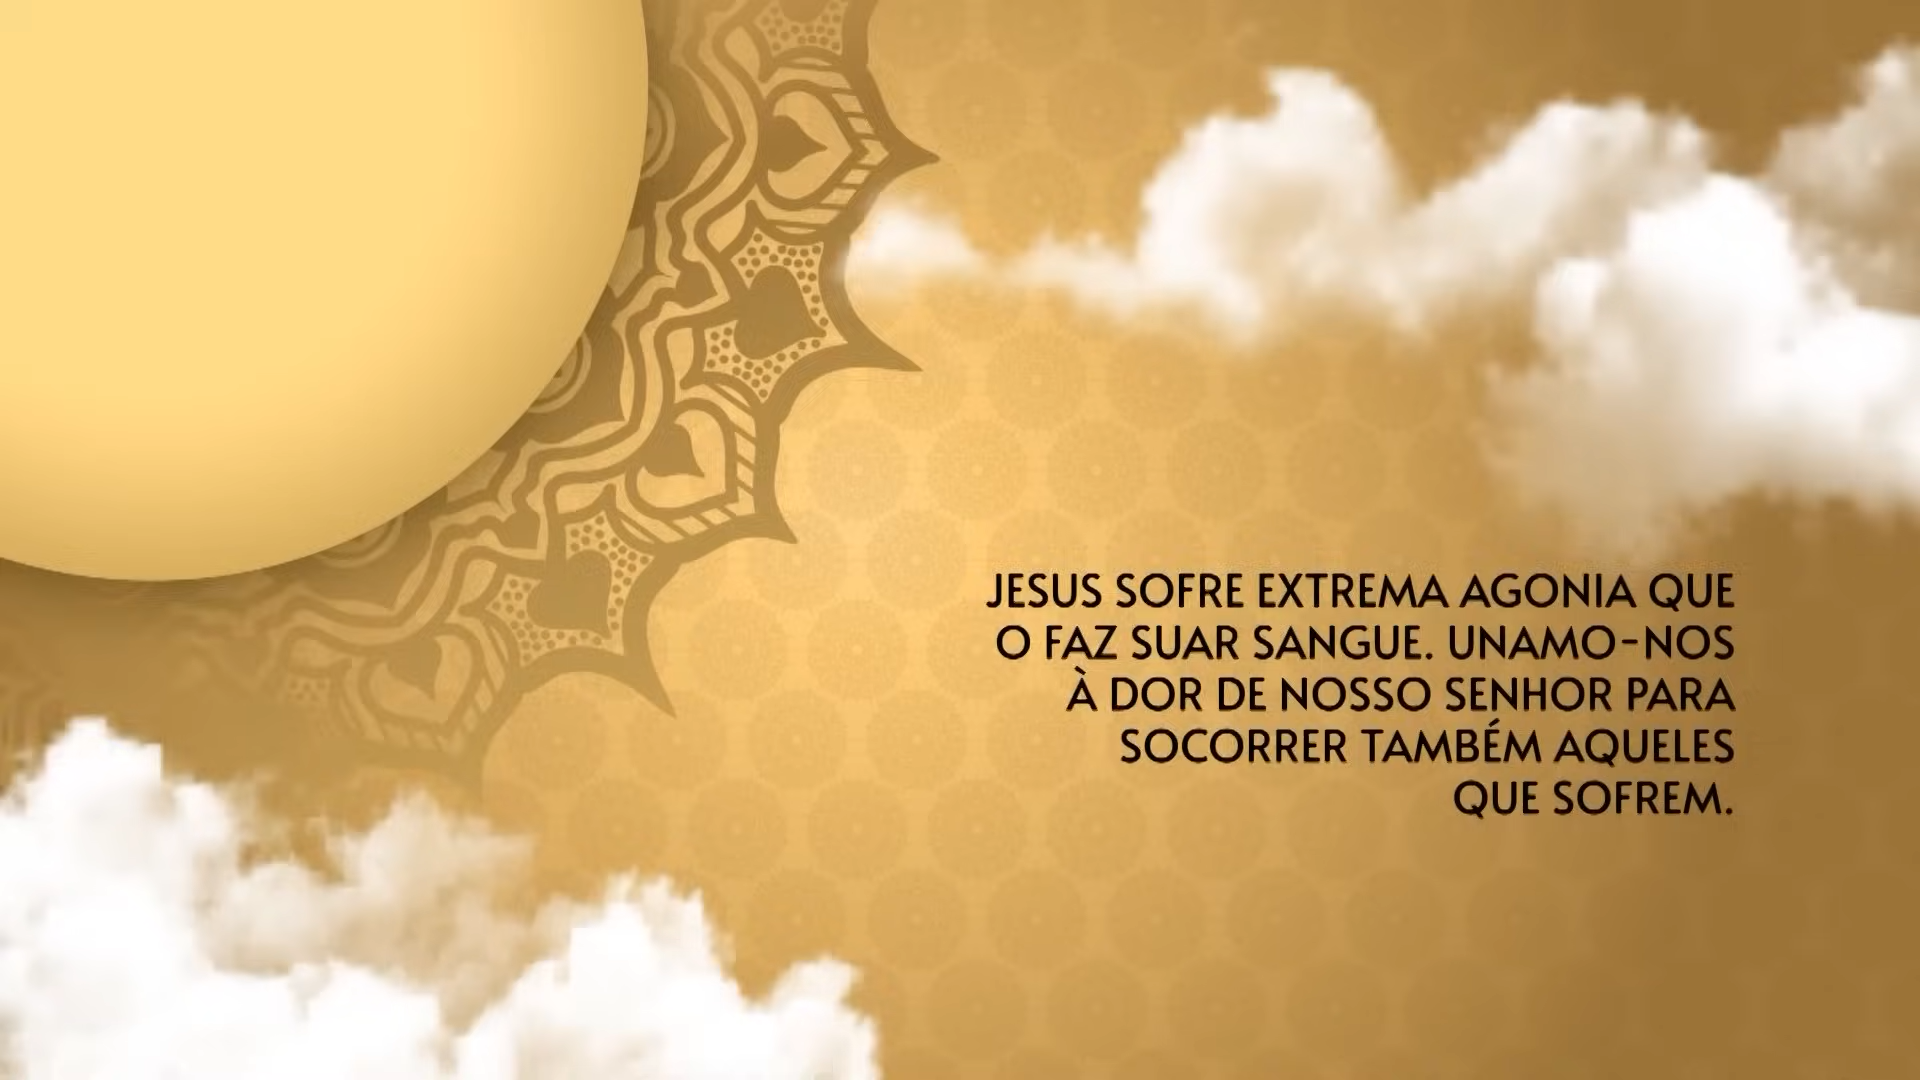 JESUS SOFRE EXTREMA AGONIA QUE
O FAZ SUAR SANGUE. UNAMO-NOS
À DOR DE NOSSO SENHOR PARA
SOCORRER TAMBÉM AQUELES
QUE SOFREM.